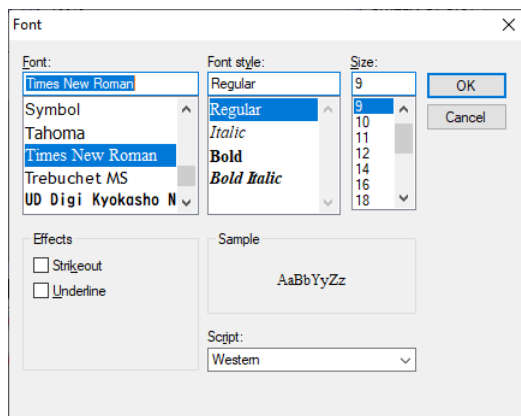 Font
Font:
Times New Roman
Symbol
Tahoma
Times New Roman
Trebuchet MS
UD Digi Kyokasho N
Font style:
Regular
Regular
Italic
Bold
Bold Italic
Size:
9
9
10
11
12
14
16
18
OK
Cancel
Effects
Strikeout
Underline
Sample
AaBbYyZz
Script:
Western